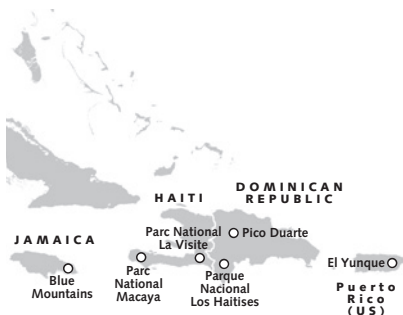 DOMINICAN
REPUBLIC
HAITI
Parc National
La Visite
Pico Duarte
JAMAICA
Blue
Mountains
Parc
National
Macaya
Parque
Nacional
Los Haitises
El Yunque
Puerto
Rico
(US)